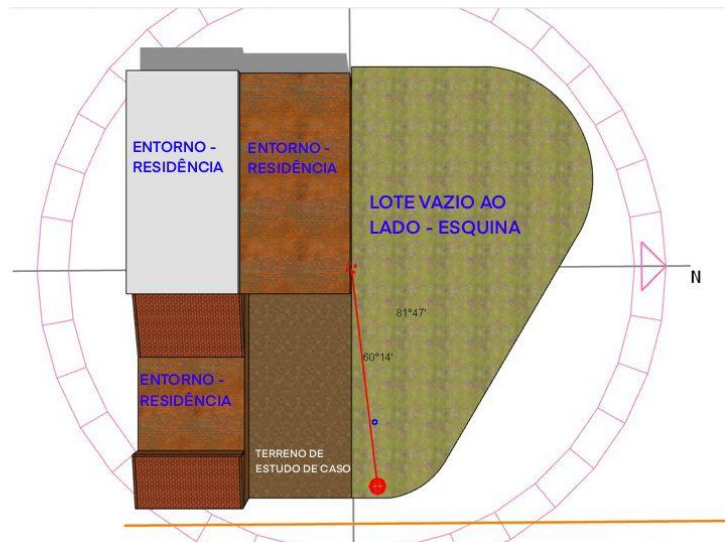 ENTORNO -
RESIDÊNCIA
ENTORNO -
RESIDÊNCIA
LOTE VAZIO AO
LADO - ESQUINA
N
81°47'
60°14'
ENTORNO -
RESIDÊNCIA
TERRENO DE
ESTUDO DE CASO